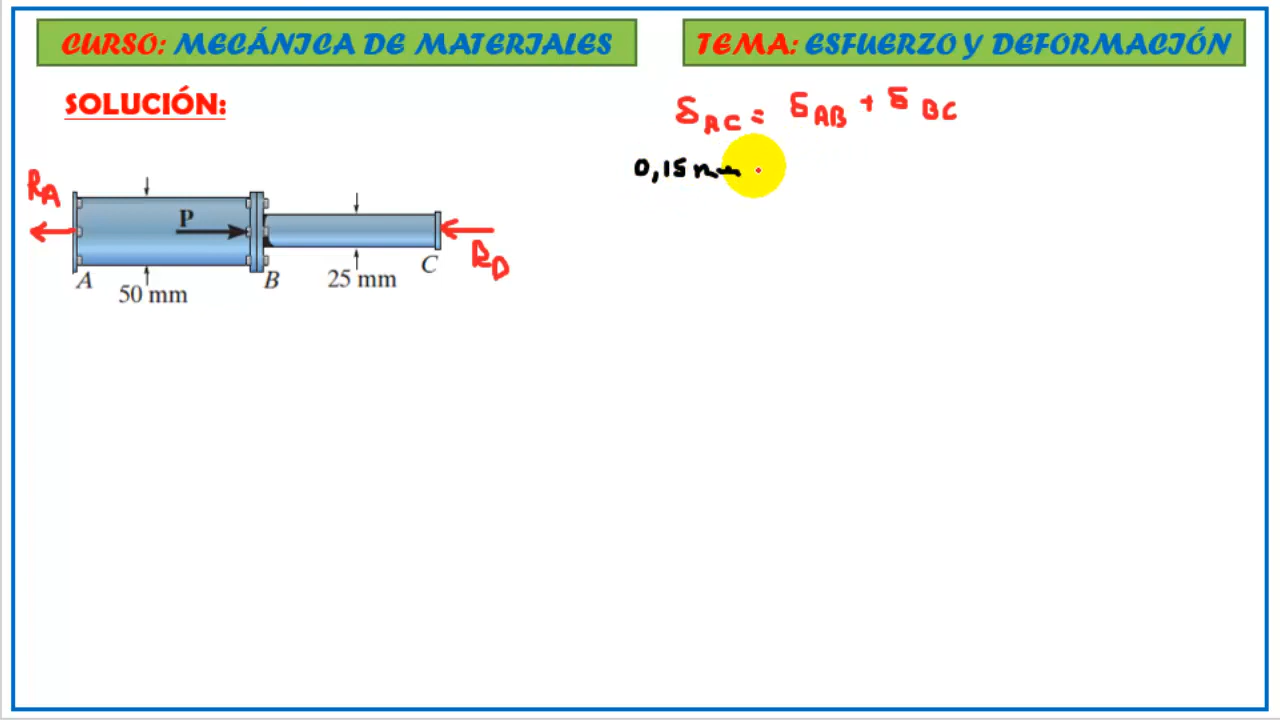 CURSO: MECÁNICA DE MATERIALES
TEMA: ESFUERZO Y DEFORMACIÓN
SOLUCIÓN:
δAC = δAB + δBC
0,15 mm
RA
P
RD
A
B
C
50 mm
25 mm